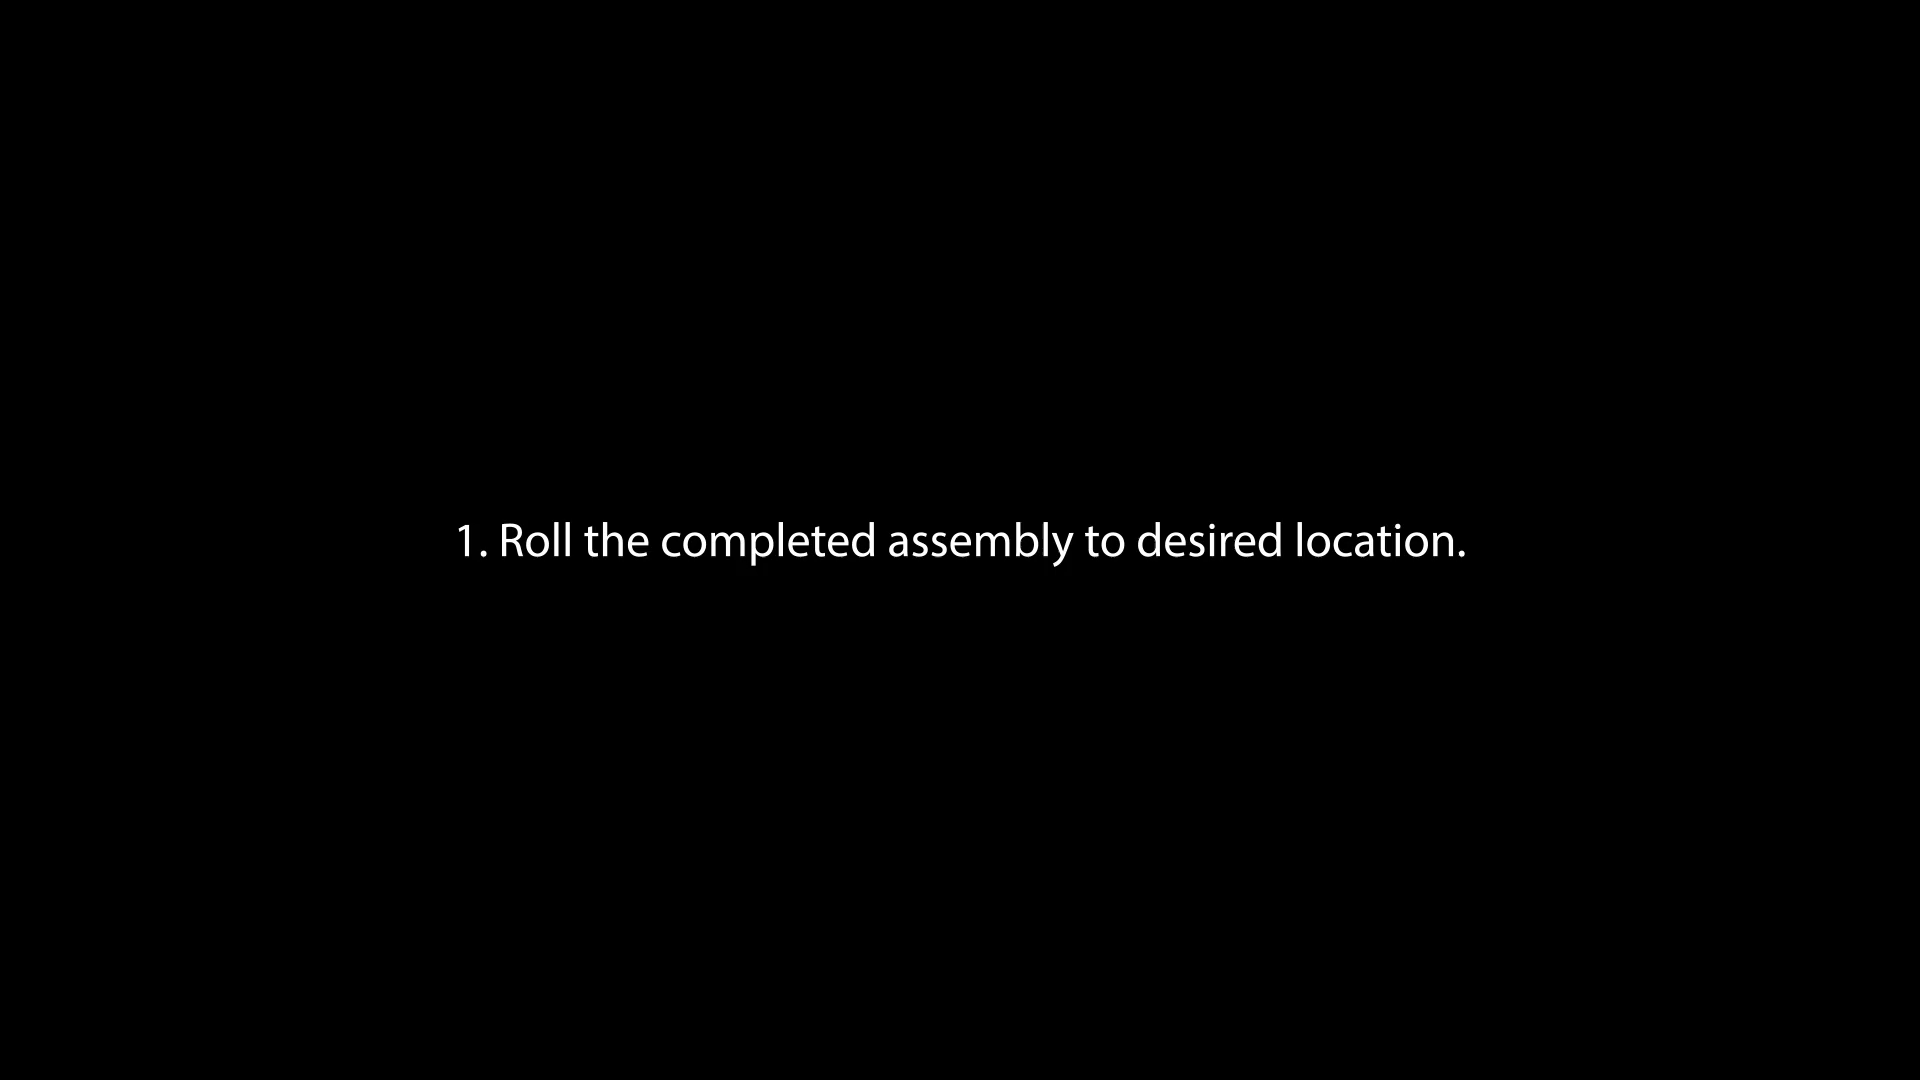 1. Roll the completed assembly to desired location.